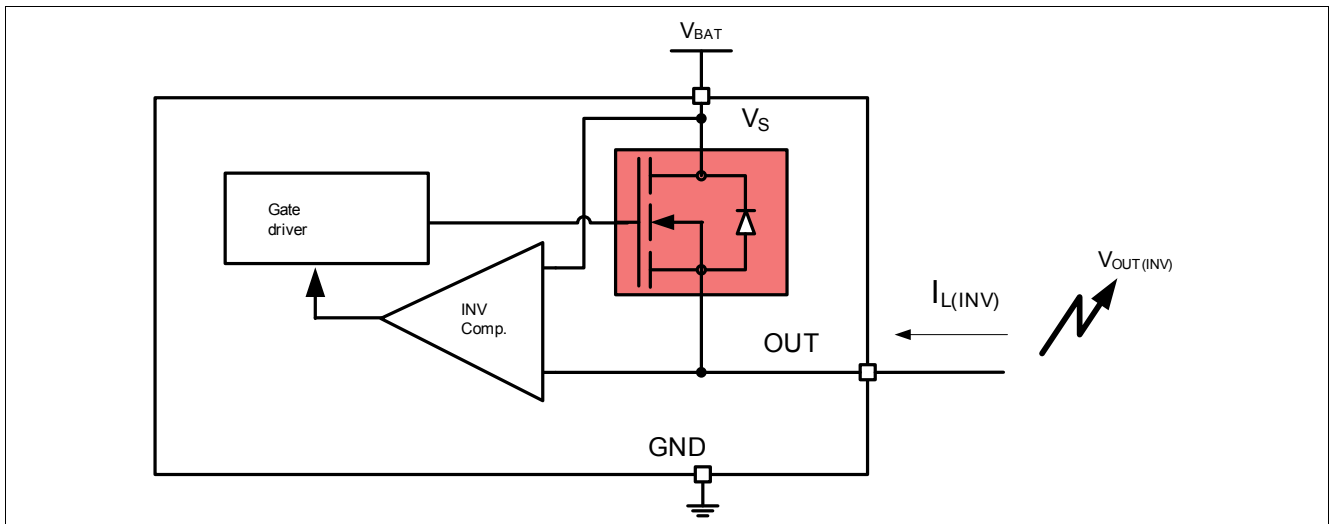 VBAT
VS
Gate
driver
INV
Comp.
VOUT(INV)
IL(INV)
OUT
GND